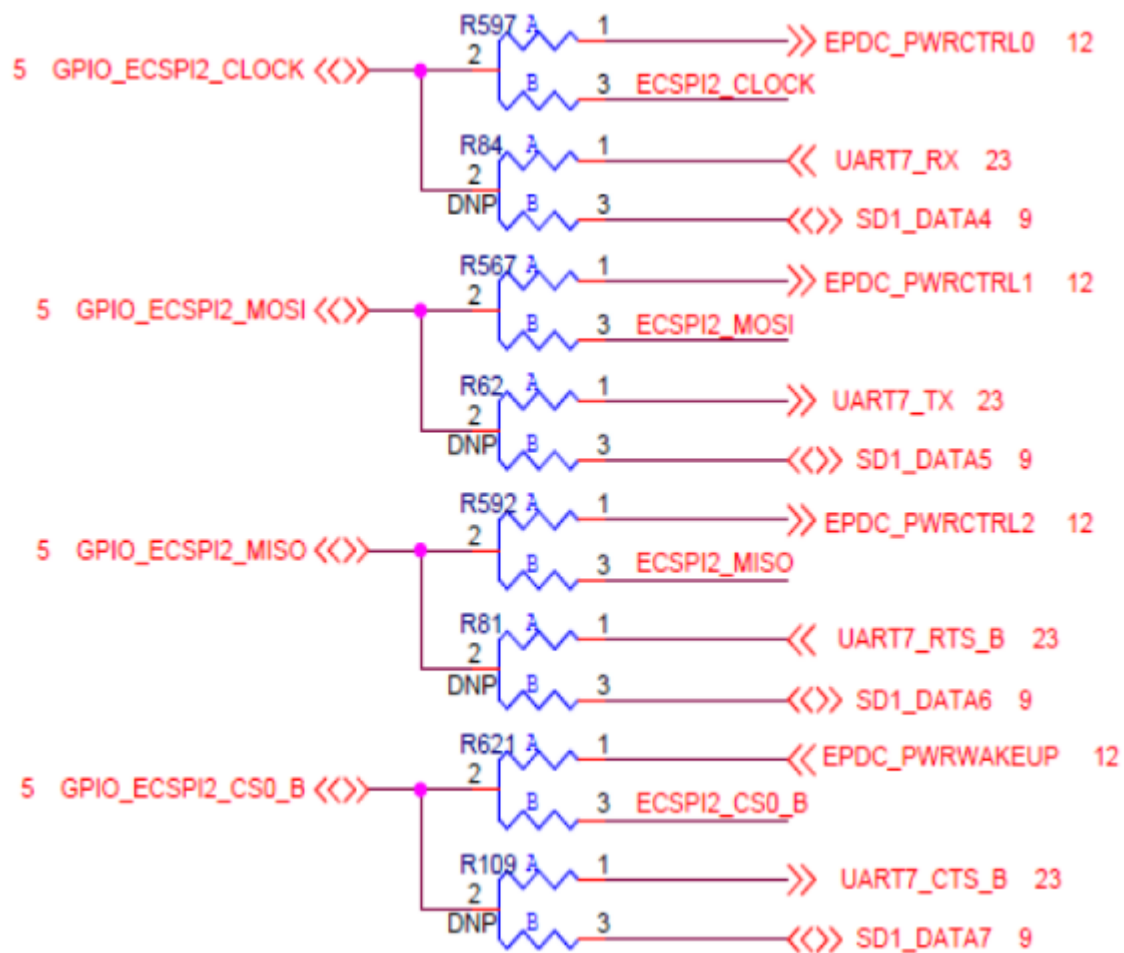 R597 A 1 EPDC_PWRCTRL0 12
5 GPIO_ECSPI2_CLOCK 2
B 3 ECSPI2_CLOCK
R84 A 1 UART7_RX 23
2
DNP B 3 SD1_DATA4 9
R567 A 1 EPDC_PWRCTRL1 12
5 GPIO_ECSPI2_MOSI 2
B 3 ECSPI2_MOSI
R62 A 1 UART7_TX 23
2
DNP B 3 SD1_DATA5 9
R592 A 1 EPDC_PWRCTRL2 12
5 GPIO_ECSPI2_MISO 2
B 3 ECSPI2_MISO
R81 A 1 UART7_RTS_B 23
2
DNP B 3 SD1_DATA6 9
R621 A 1 EPDC_PWRWAKEUP 12
5 GPIO_ECSPI2_CS0_B 2
B 3 ECSPI2_CS0_B
R109 A 1 UART7_CTS_B 23
2
DNP B 3 SD1_DATA7 9